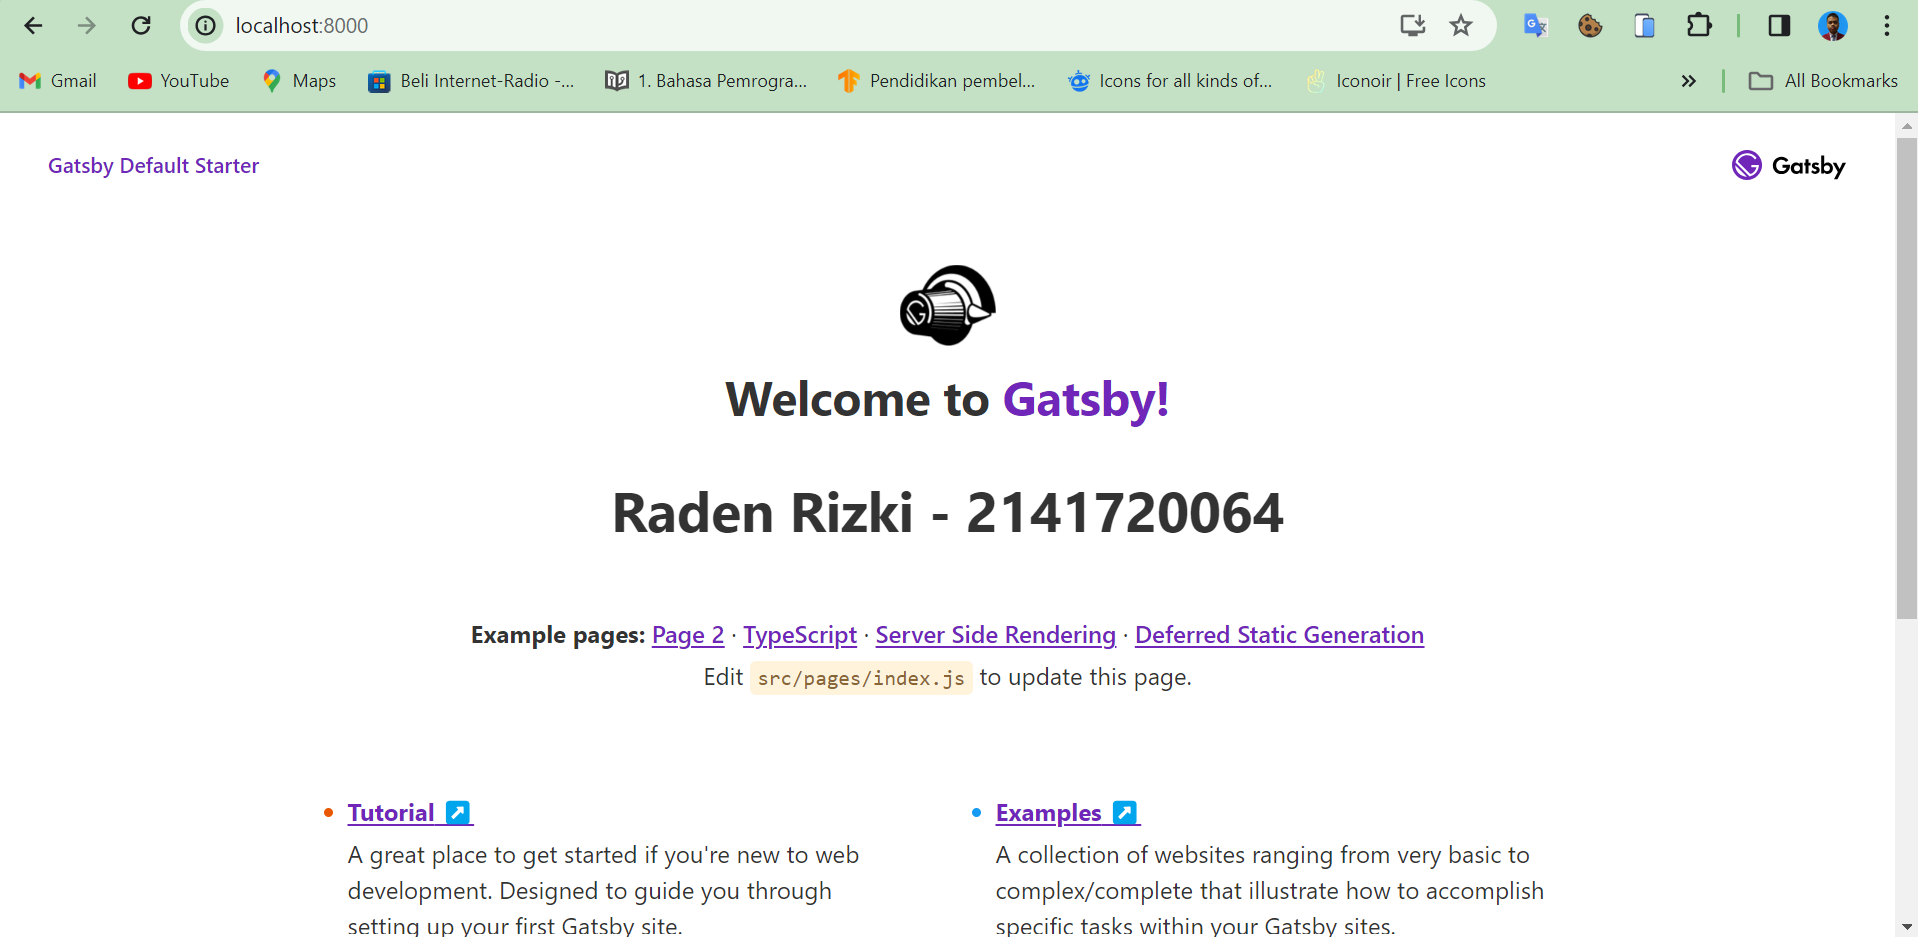 localhost:8000
Gmail YouTube Maps Beli Internet-Radio -... 1. Bahasa Pemrogra... Pendidikan pembel... Icons for all kinds of... Iconoir | Free Icons » All Bookmarks
Gatsby Default Starter
Gatsby
Welcome to Gatsby!
Raden Rizki - 2141720064
Example pages: Page 2 · TypeScript · Server Side Rendering · Deferred Static Generation
Edit src/pages/index.js to update this page.
Tutorial
A great place to get started if you're new to web
development. Designed to guide you through
setting up your first Gatsby site.
Examples
A collection of websites ranging from very basic to
complex/complete that illustrate how to accomplish
specific tasks within your Gatsby sites.